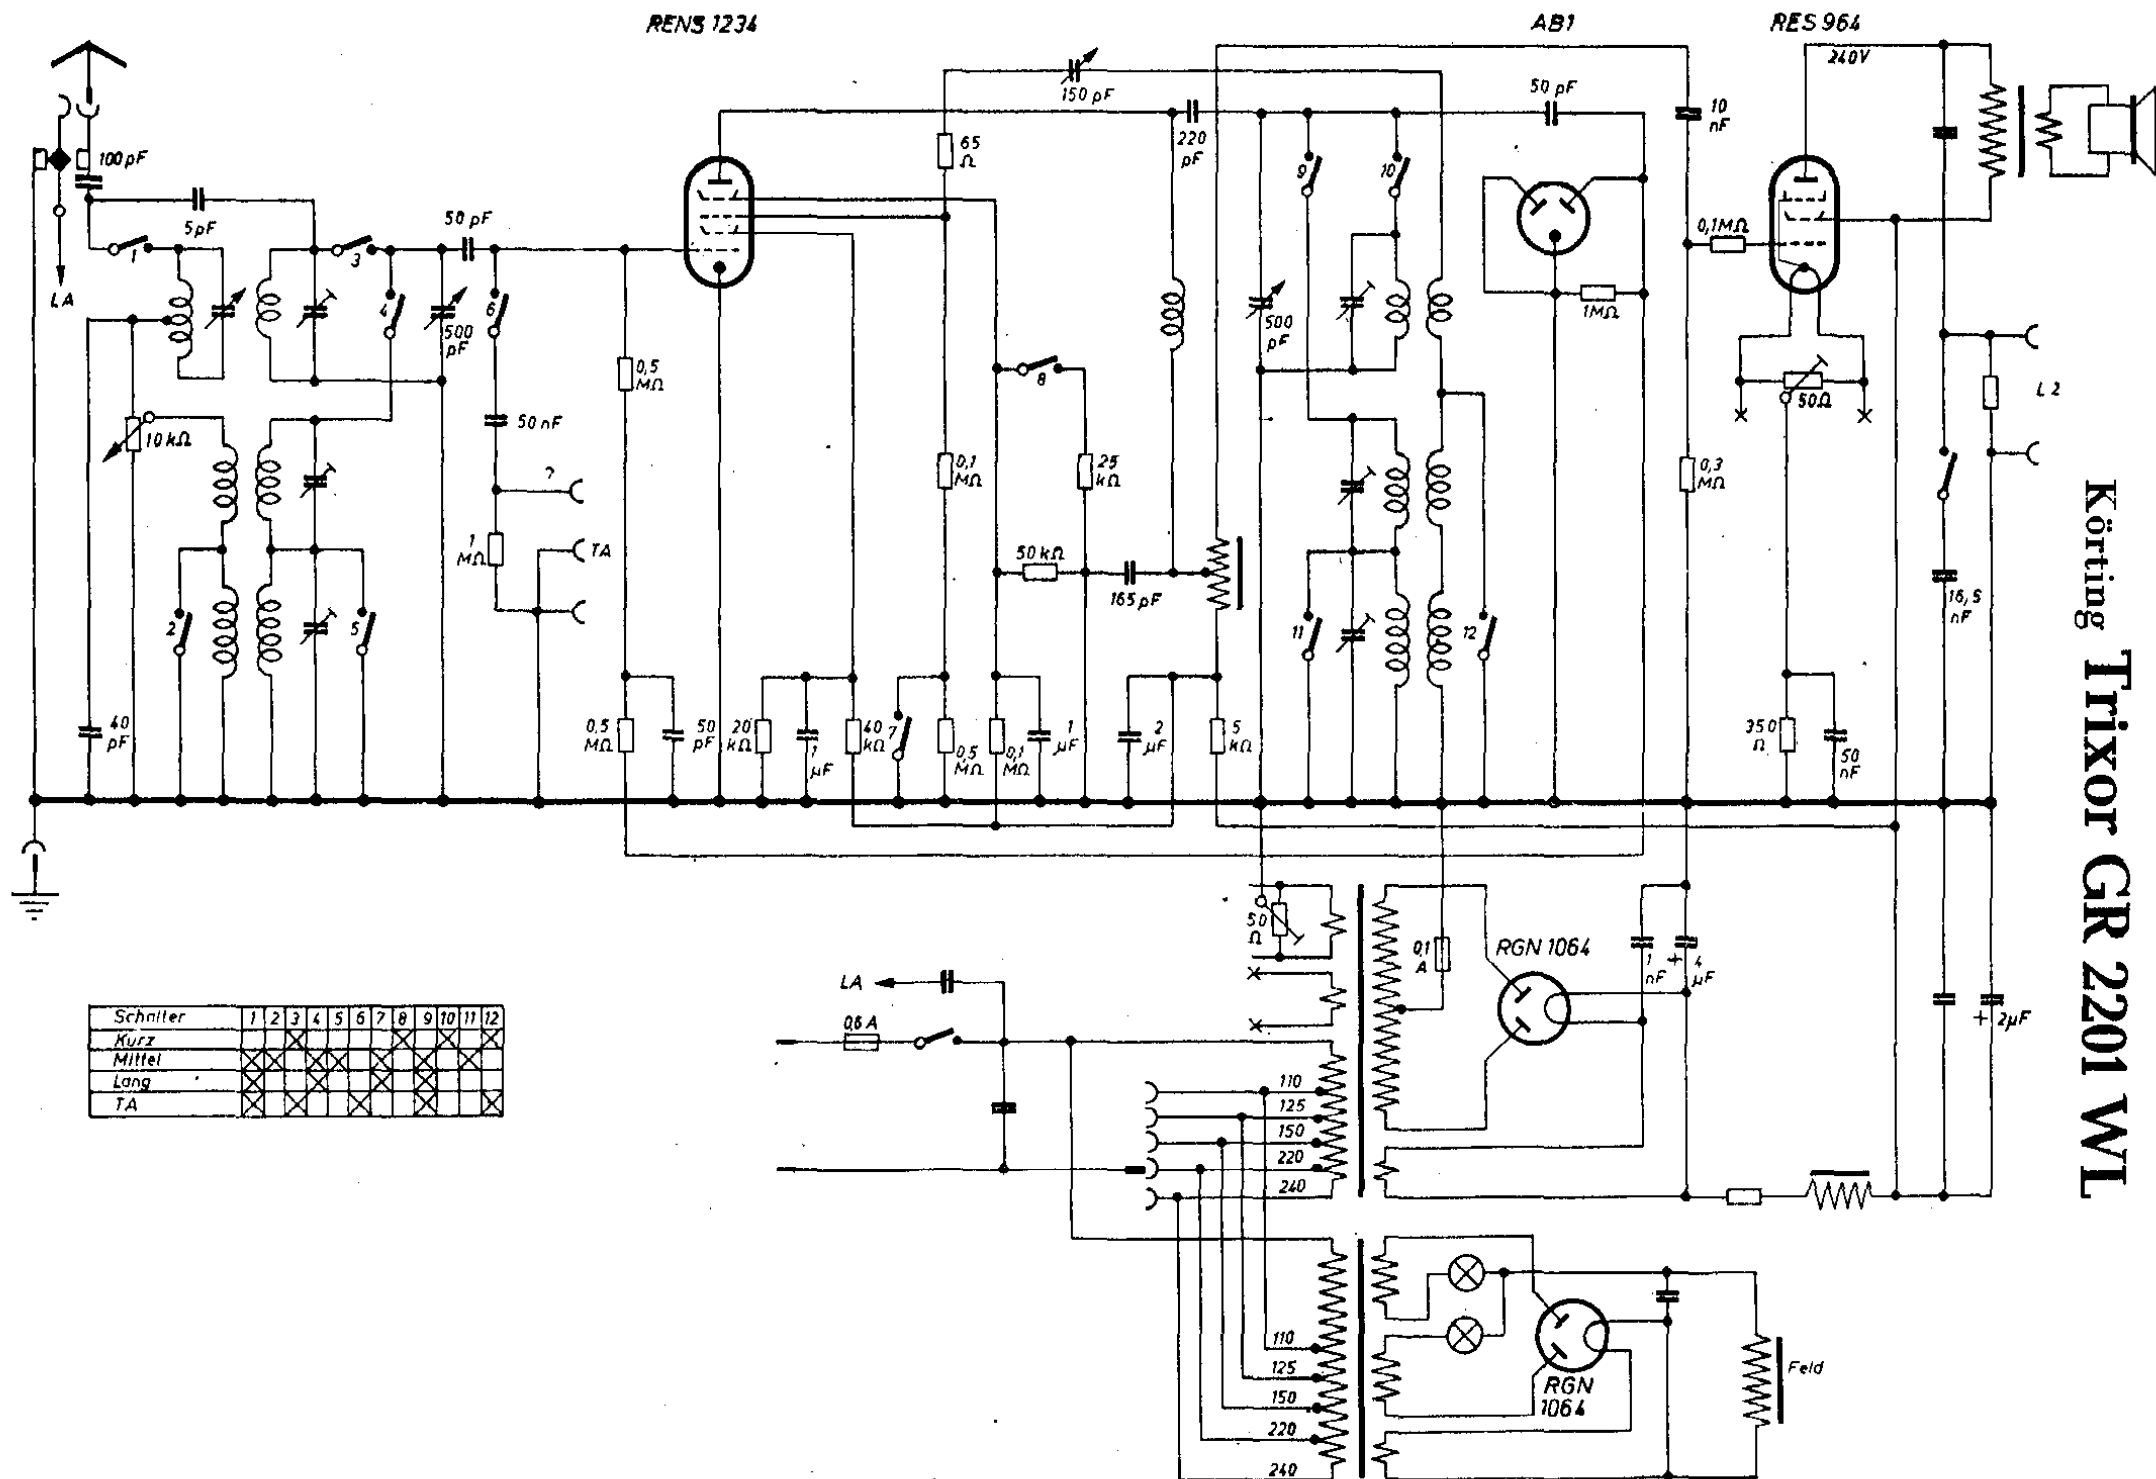 RENS 1234
AB1
RES 964
240V
150 pF
50 pF
10 nF
100pF
65 Ω
220 pF
5pF
50 pF
0,1MΩ
LA
1
3
4
500 pF
6
9
10
500 pF
1MΩ
50Ω
L 2
0,5 MΩ
8
10 kΩ
50 nF
0,1 MΩ
25 kΩ
0,3 MΩ
?
1 MΩ
TA
50 kΩ
165 pF
16,5 nF
2
5
11
12
40 pF
0,5 MΩ
50 pF
20 kΩ
1 µF
40 kΩ
7
0,5 MΩ
0,1 MΩ
1 µF
2 µF
5 kΩ
350 Ω
50 nF
Körting Trixor GR 2201 WL
50 Ω
0,1 A
RGN 1064
1 nF
+ 4 µF
+ 2µF
LA
0,6 A
110
125
150
220
240
Schalter 1 2 3 4 5 6 7 8 9 10 11 12
Kurz X X X X
Mittel X X X X X X X
Lang X X X X
TA X X X X X
110
125
150
220
240
RGN 1064
Feld